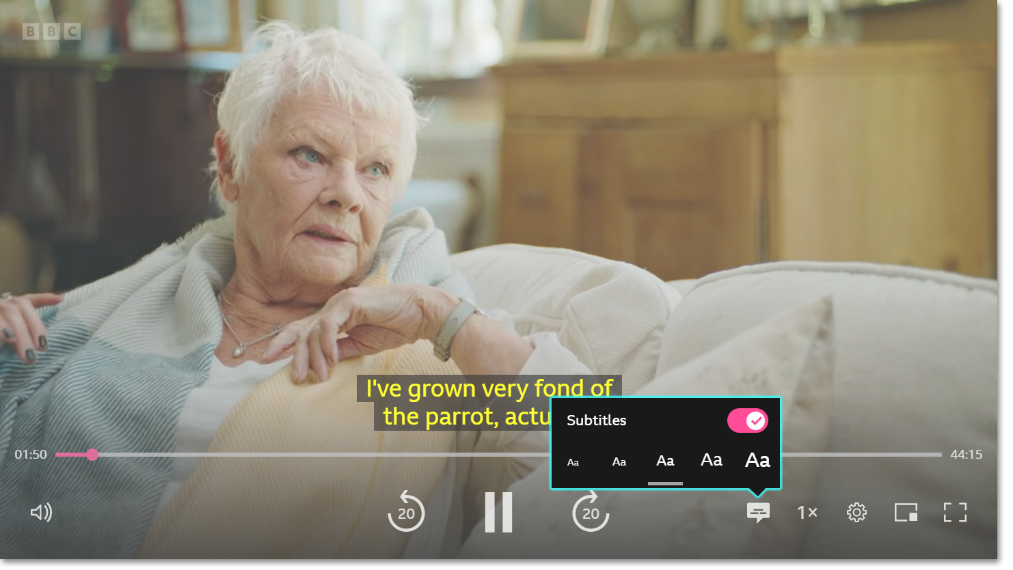 BBC
I've grown very fond of
the parrot, actu
Subtitles
Aa Aa Aa Aa Aa
01:50
44:15
20
20
1×